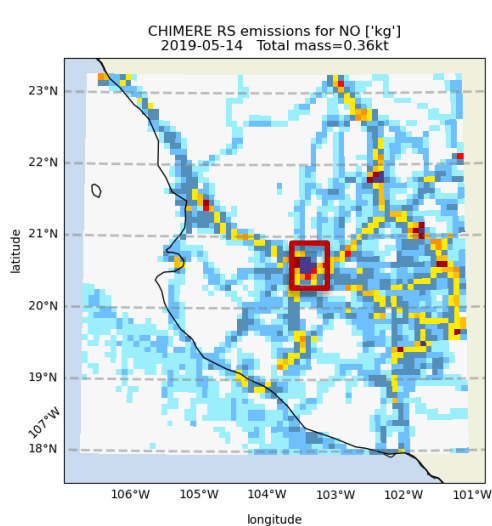 CHIMERE RS emissions for NO ['kg']
2019-05-14 Total mass=0.36kt
23°N
22°N
21°N
20°N
19°N
18°N
latitude
107°W
106°W 105°W 104°W 103°W 102°W 101°W
longitude